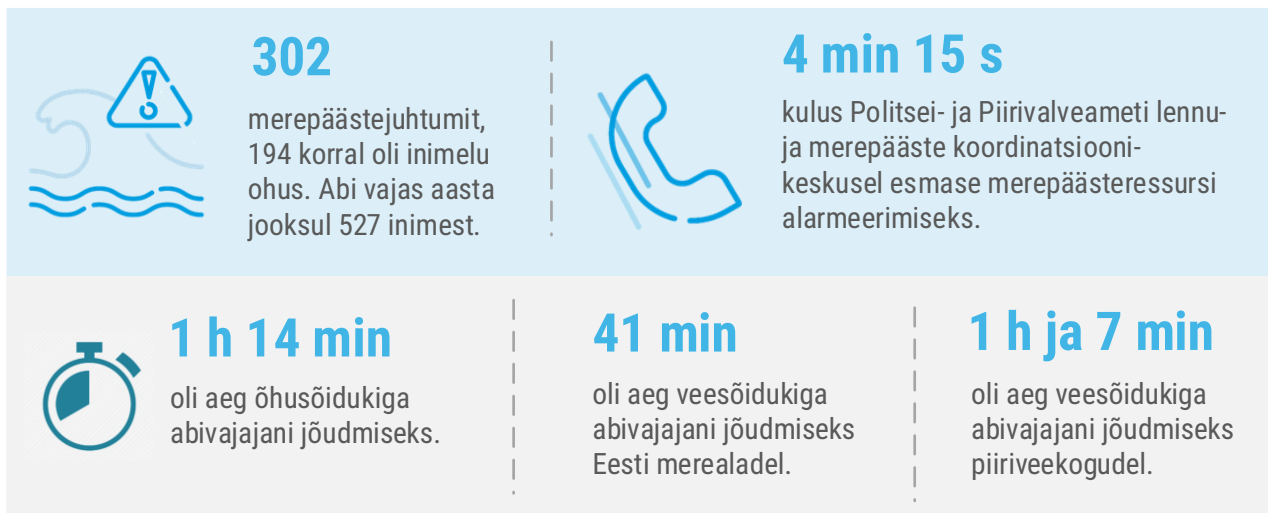 302
merepäästejuhtumit,
194 korral oli inimelu
ohus. Abi vajas aasta
jooksul 527 inimest.
4 min 15 s
kulus Politsei- ja Piirivalveameti lennu-
ja merepääste koordinatsiooni-
keskusel esmase merepäästeressursi
alarmeerimiseks.
1 h 14 min
oli aeg õhusõidukiga
abivajajani jõudmiseks.
41 min
oli aeg veesõidukiga
abivajajani jõudmiseks
Eesti merealadel.
1 h ja 7 min
oli aeg veesõidukiga
abivajajani jõudmiseks
piiriveekogudel.